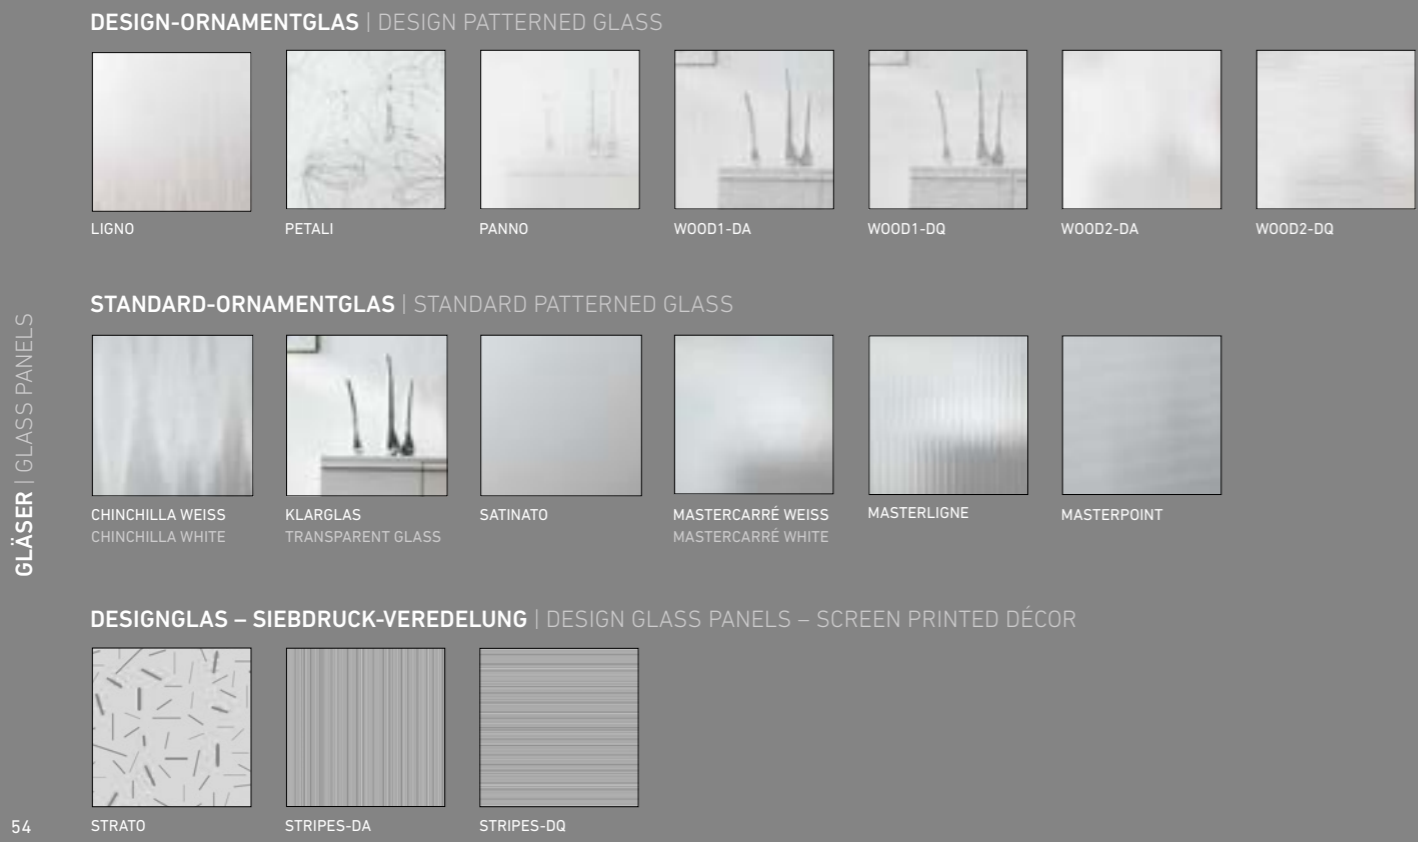 DESIGN-ORNAMENTGLAS | DESIGN PATTERNED GLASS
LIGNO
PETALI
PANNO
WOOD1-DA
WOOD1-DQ
WOOD2-DA
WOOD2-DQ
STANDARD-ORNAMENTGLAS | STANDARD PATTERNED GLASS
CHINCHILLA WEISS
CHINCHILLA WHITE
KLARGLAS
TRANSPARENT GLASS
SATINATO
MASTERCARRÉ WEISS
MASTERCARRÉ WHITE
MASTERLIGNE
MASTERPOINT
DESIGNGLAS – SIEBDRUCK-VEREDELUNG | DESIGN GLASS PANELS – SCREEN PRINTED DÉCOR
STRATO
STRIPES-DA
STRIPES-DQ
GLÄSER | GLASS PANELS
54